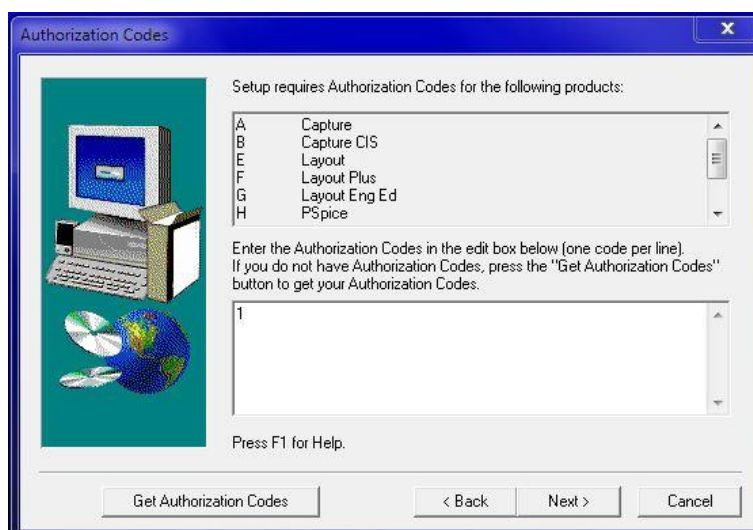 Authorization Codes
Setup requires Authorization Codes for the following products:
A Capture
B Capture CIS
E Layout
F Layout Plus
G Layout Eng Ed
H PSpice
Enter the Authorization Codes in the edit box below (one code per line).
If you do not have Authorization Codes, press the "Get Authorization Codes"
button to get your Authorization Codes.
1
Press F1 for Help.
Get Authorization Codes < Back Next > Cancel